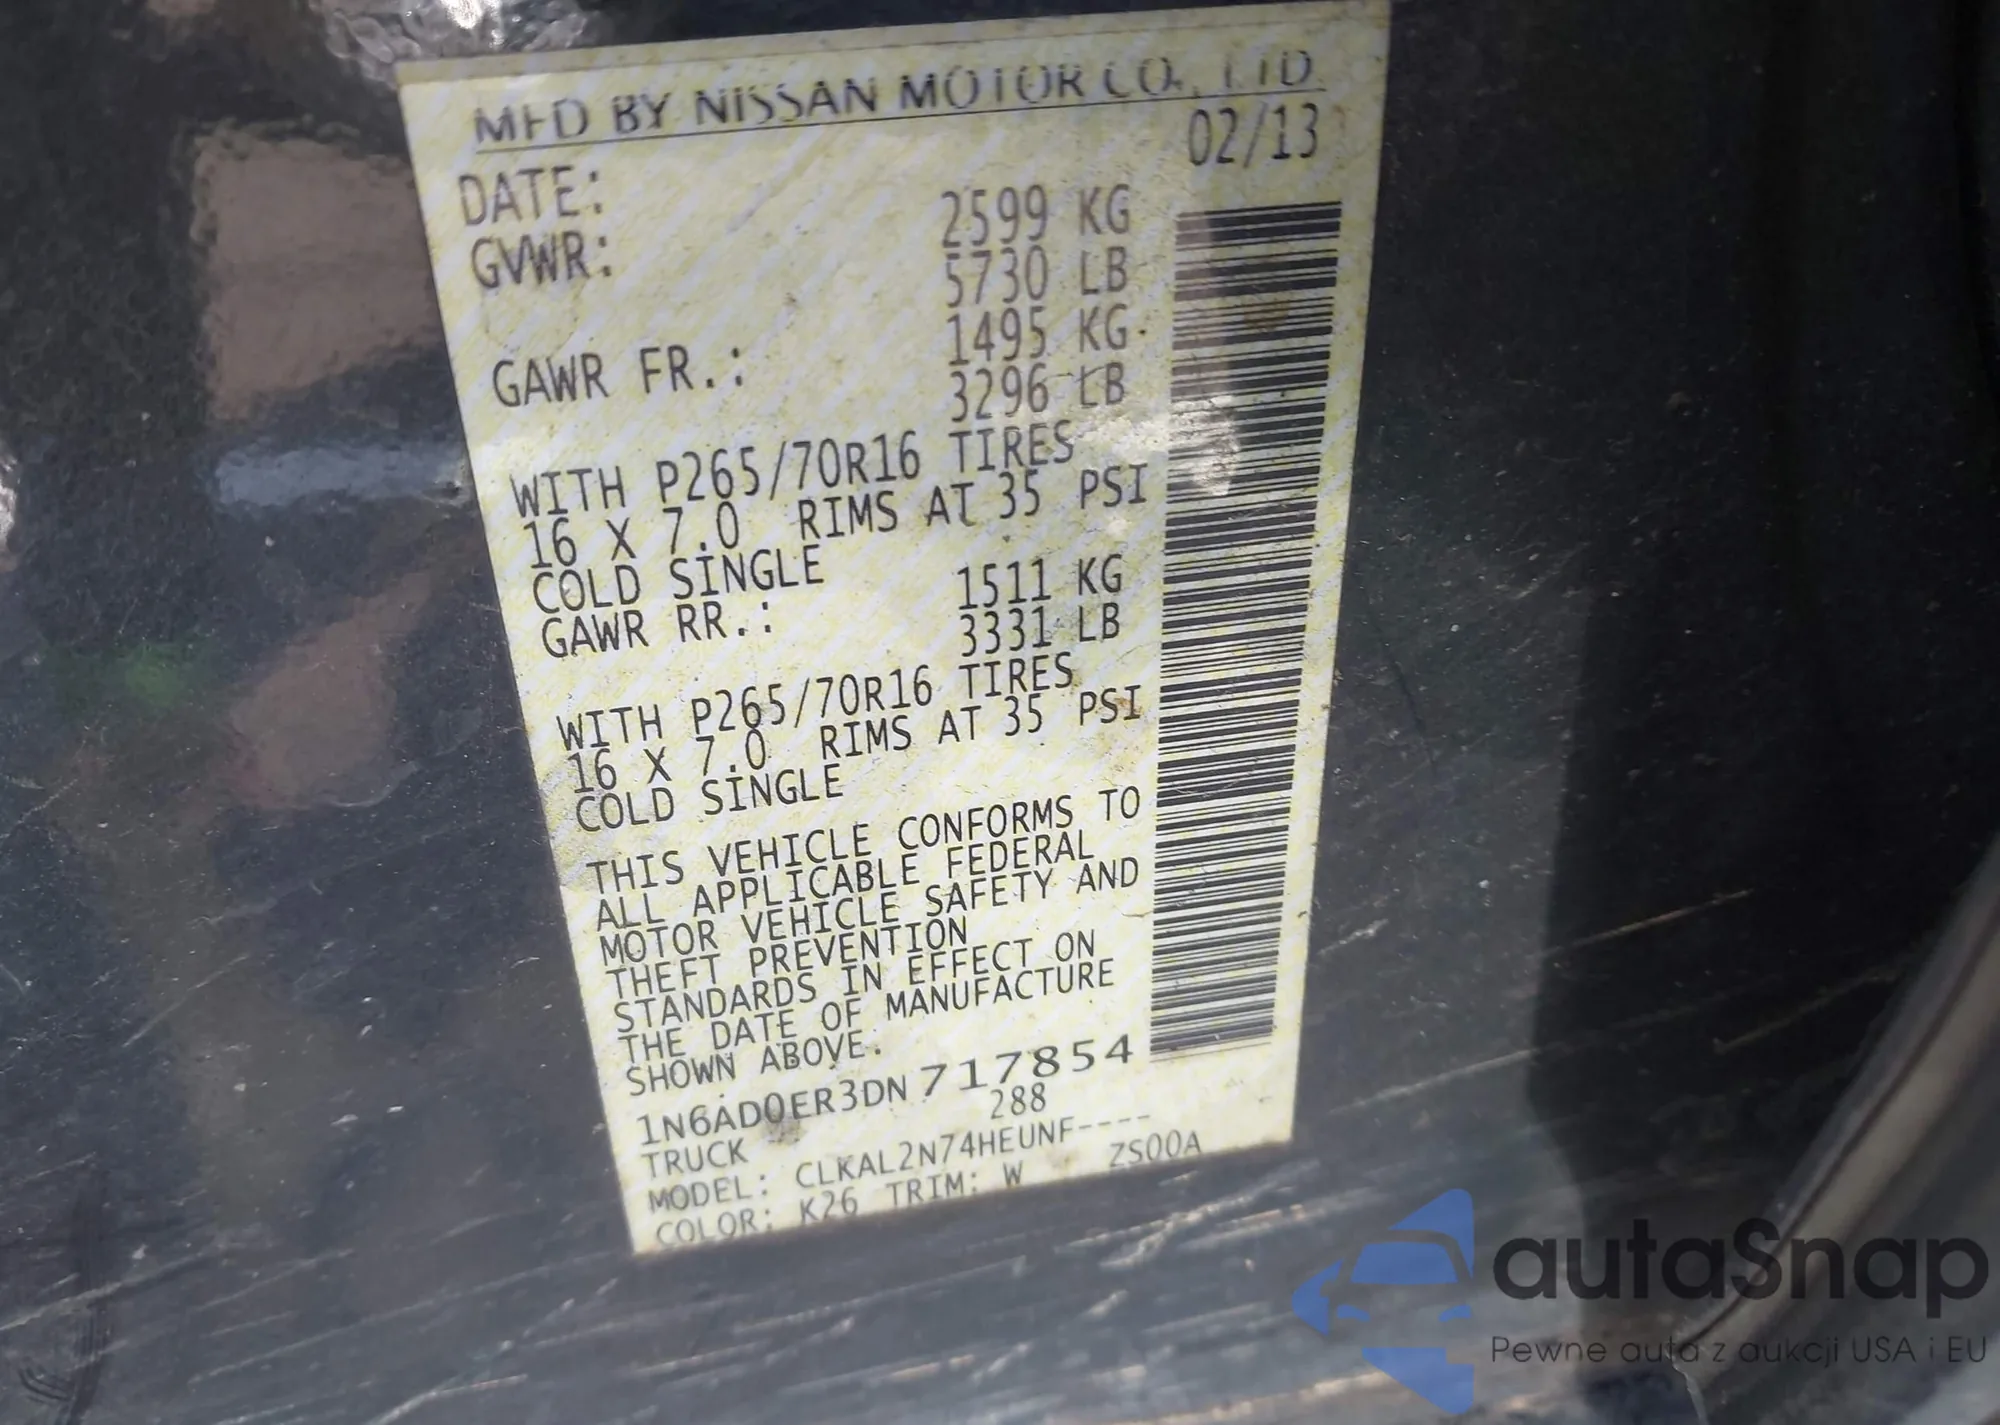 MFD BY NISSAN MOTOR CO., LTD.
DATE: 02/13
GVWR: 2599 KG
5730 LB
GAWR FR.: 1495 KG
3296 LB
WITH P265/70R16 TIRES
16 X 7.0 RIMS AT 35 PSI
COLD SINGLE
GAWR RR.: 1511 KG
3331 LB
WITH P265/70R16 TIRES
16 X 7.0 RIMS AT 35 PSI
COLD SINGLE
THIS VEHICLE CONFORMS TO
ALL APPLICABLE FEDERAL
MOTOR VEHICLE SAFETY AND
THEFT PREVENTION
STANDARDS IN EFFECT ON
THE DATE OF MANUFACTURE
SHOWN ABOVE.
1N6AD0ER3DN717854
TRUCK 288
MODEL: CLKAL2N74HEUNF----
COLOR: K26 TRIM: W ZS00A
autaSnap
Pewne auta z aukcji USA i EU